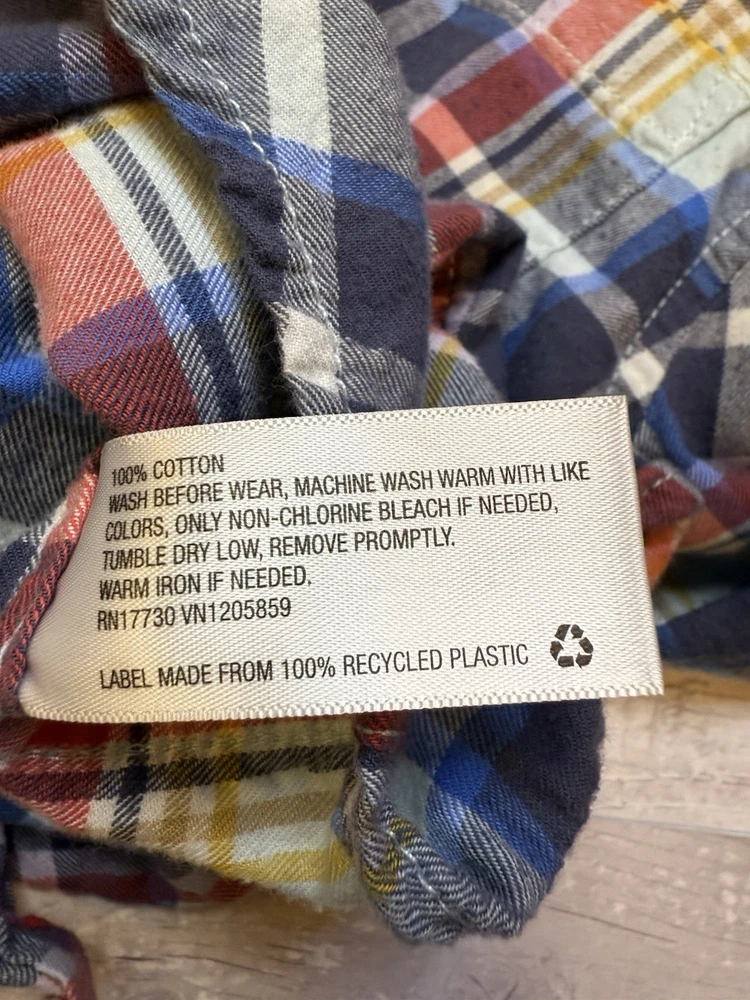 100% COTTON
WASH BEFORE WEAR, MACHINE WASH WARM WITH LIKE
COLORS, ONLY NON-CHLORINE BLEACH IF NEEDED,
TUMBLE DRY LOW, REMOVE PROMPTLY.
WARM IRON IF NEEDED.
RN17730 VN1205859
LABEL MADE FROM 100% RECYCLED PLASTIC